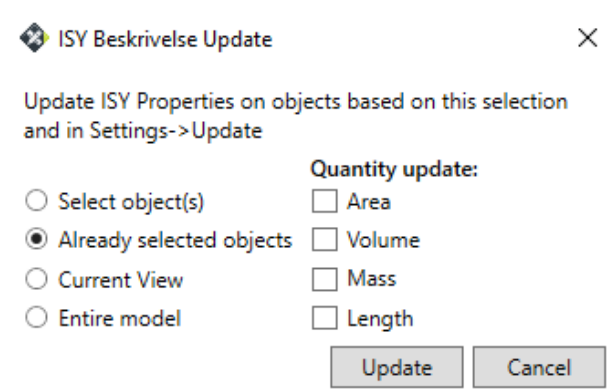 ISY Beskrivelse Update
Update ISY Properties on objects based on this selection
and in Settings->Update
Quantity update:
Select object(s)
Area
Already selected objects
Volume
Current View
Mass
Entire model
Length
Update
Cancel